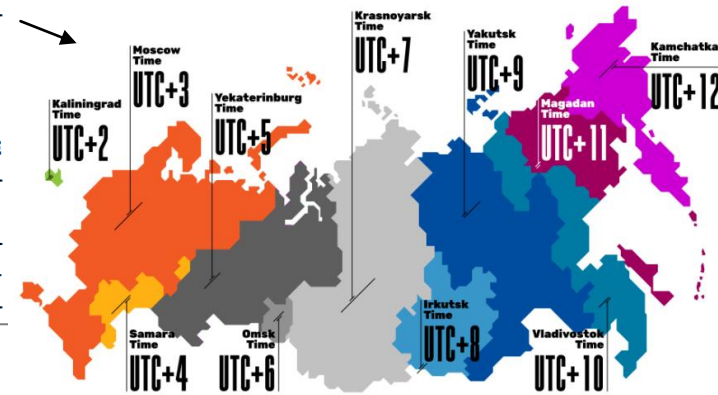 Kaliningrad
Time
UTC+2
Moscow
Time
UTC+3
Yekaterinburg
Time
UTC+5
Krasnoyarsk
Time
UTC+7
Yakutsk
Time
UTC+9
Magadan
Time
UTC+11
Kamchatka
Time
UTC+12
Samara
Time
UTC+4
Omsk
Time
UTC+6
Irkutsk
Time
UTC+8
Vladivostok
Time
UTC+10